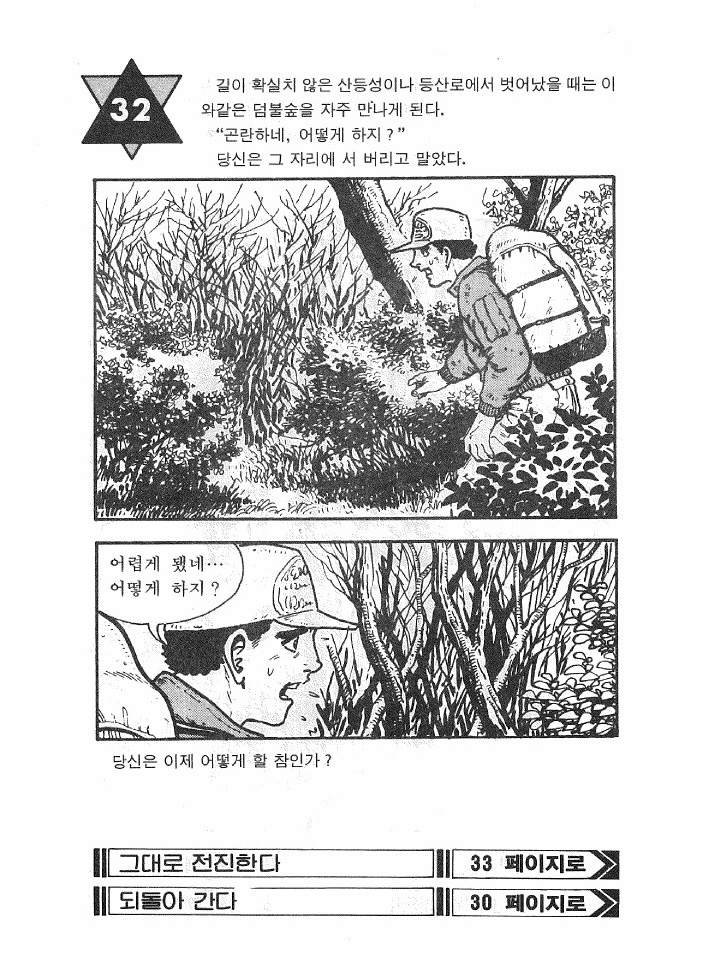 32
길이 확실치 않은 산등성이나 등산로에서 벗어났을 때는 이
와같은 덤불숲을 자주 만나게 된다.
“곤란하네, 어떻게 하지?”
당신은 그 자리에 서 버리고 말았다.
어렵게 됐네…
어떻게 하지?
당신은 이제 어떻게 할 참인가?
그대로 전진한다 33 페이지로
되돌아 간다 30 페이지로